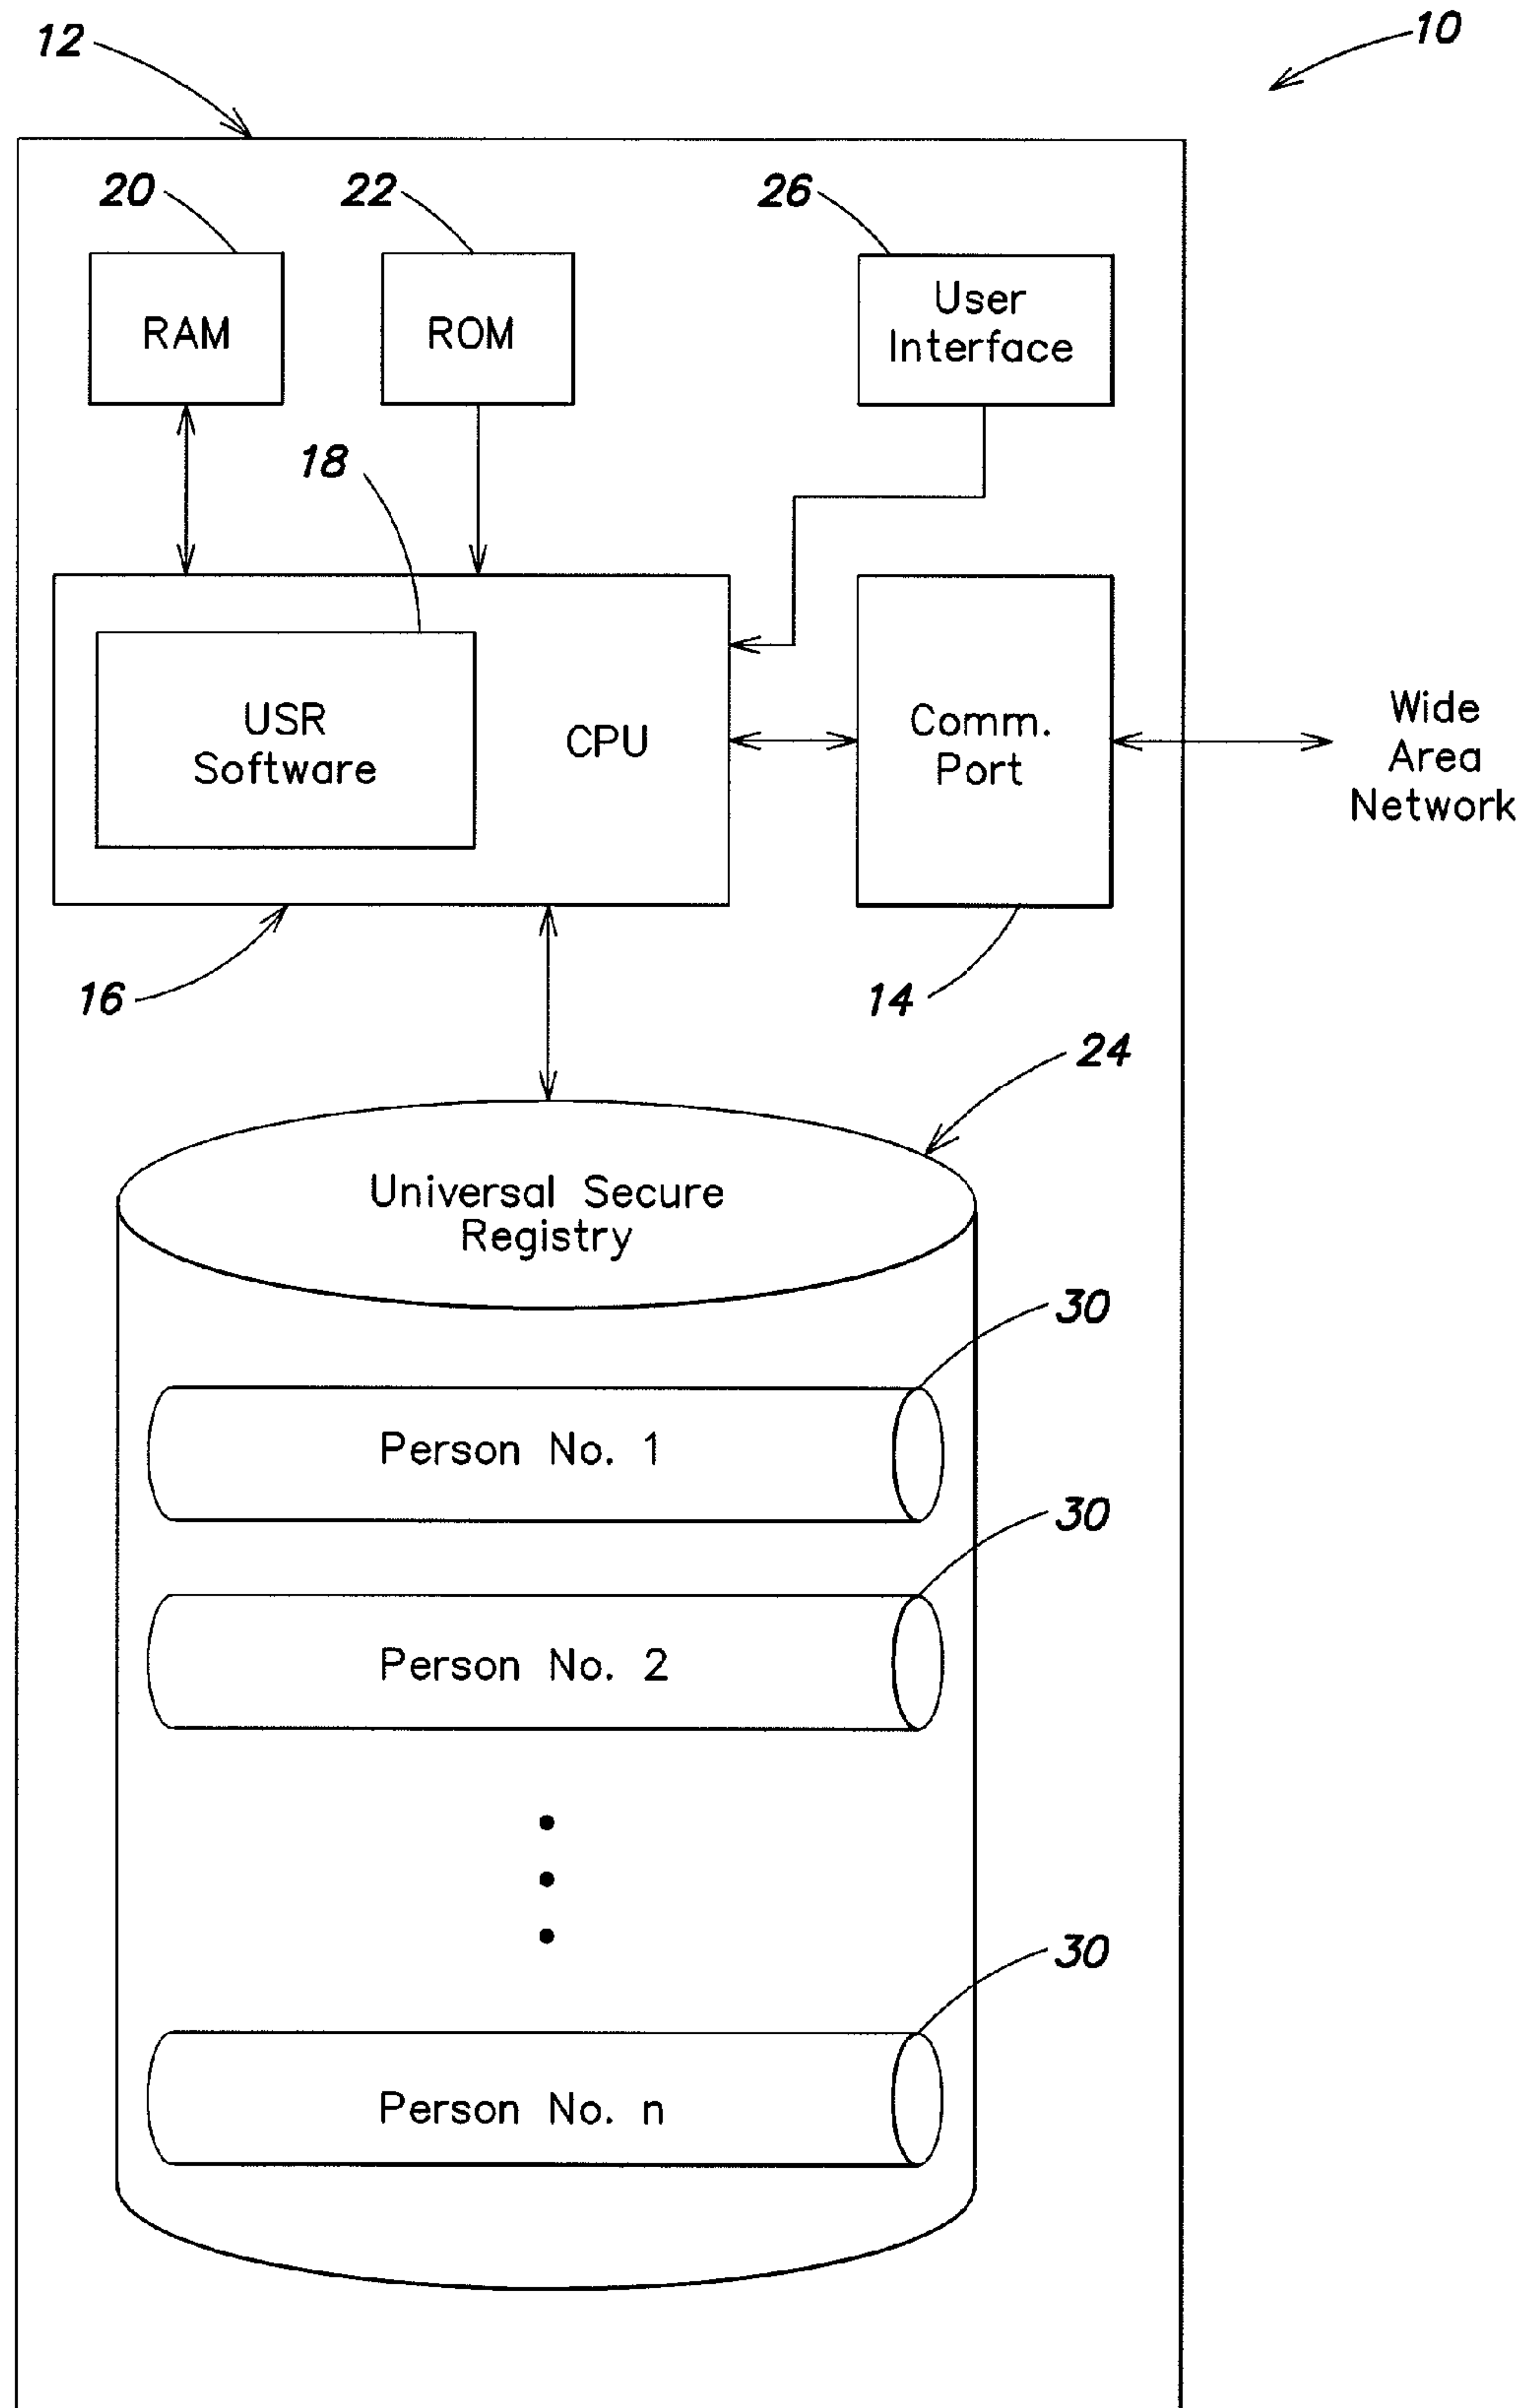 12
10
20
22
26
RAM
ROM
User
Interface
18
USR
Software
CPU
Comm.
Port
Wide
Area
Network
16
14
24
Universal Secure
Registry
30
Person No. 1
30
Person No. 2
30
Person No. n